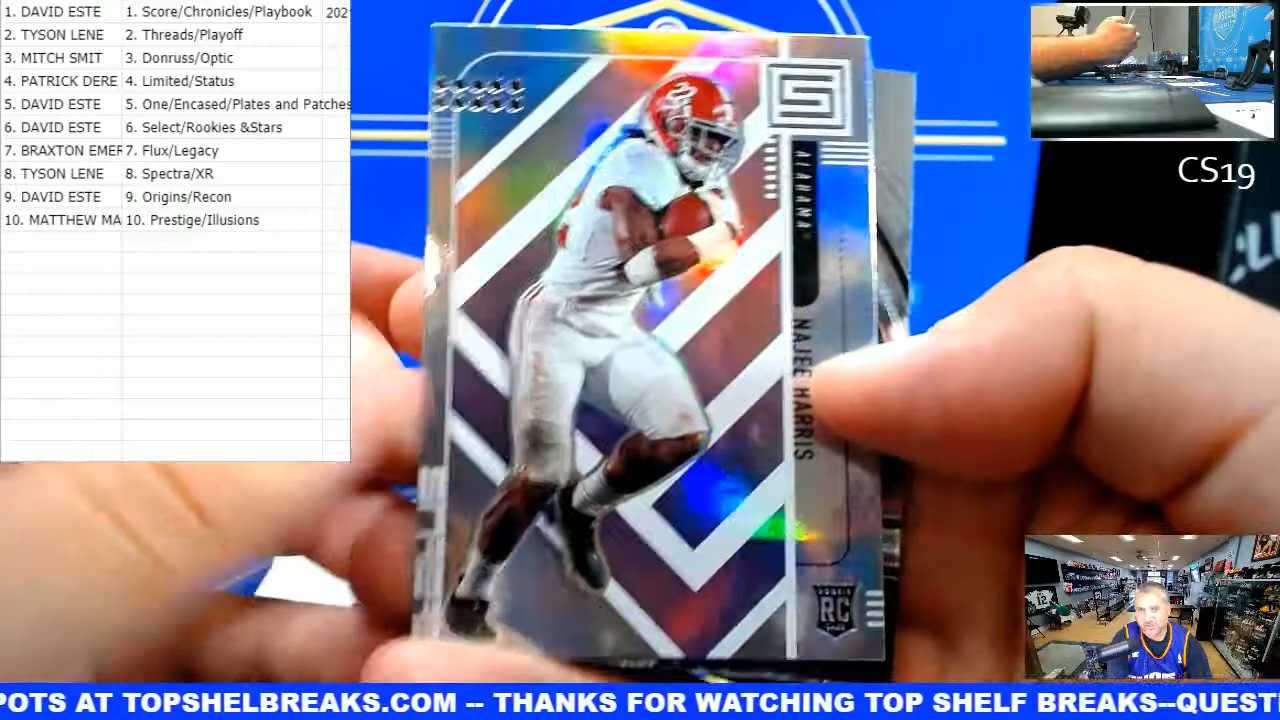 1. DAVID ESTE 1. Score/Chronicles/Playbook 202
2. TYSON LENE 2. Threads/Playoff
3. MITCH SMIT 3. Donruss/Optic
4. PATRICK DERE 4. Limited/Status
5. DAVID ESTE 5. One/Encased/Plates and Patches
6. DAVID ESTE 6. Select/Rookies &Stars
7. BRAXTON EMER 7. Flux/Legacy
8. TYSON LENE 8. Spectra/XR
9. DAVID ESTE 9. Origins/Recon
10. MATTHEW MA 10. Prestige/Illusions
CS19
ALABAMA
NAJEE HARRIS
RC
POTS AT TOPSHELBREAKS.COM -- THANKS FOR WATCHING TOP SHELF BREAKS--QUEST